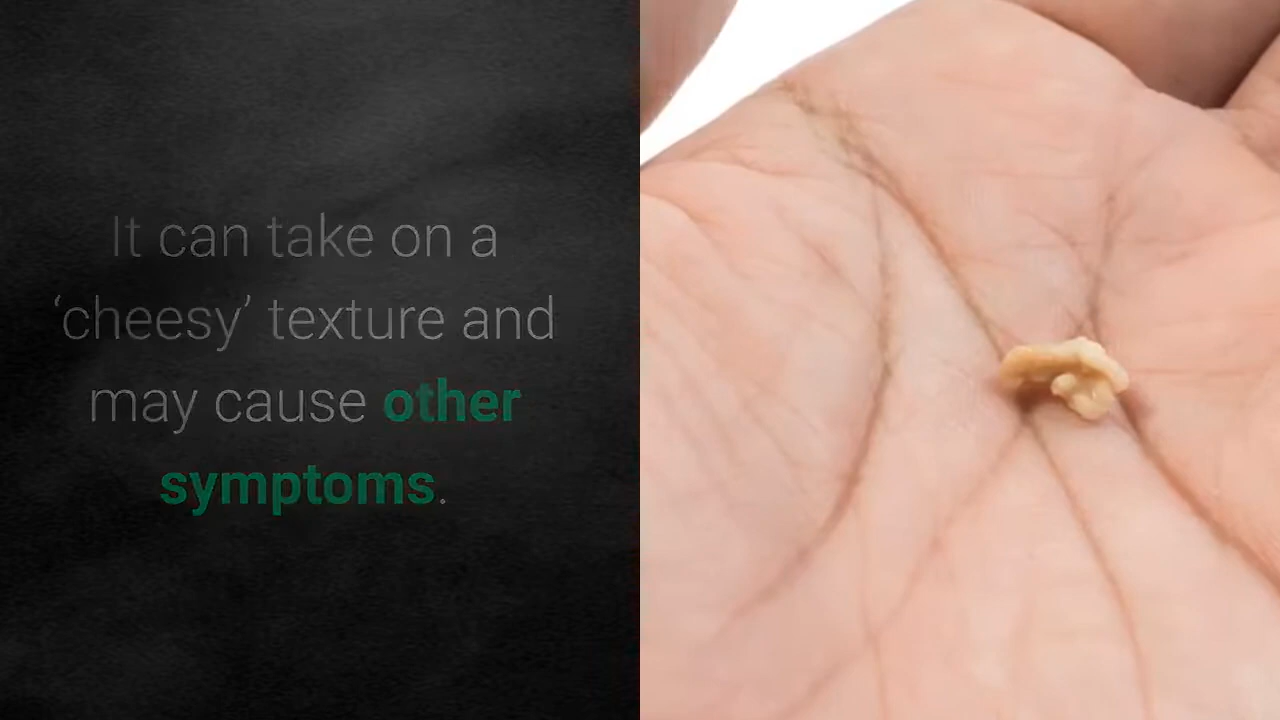 It can take on a
‘cheesy’ texture and
may cause other
symptoms.